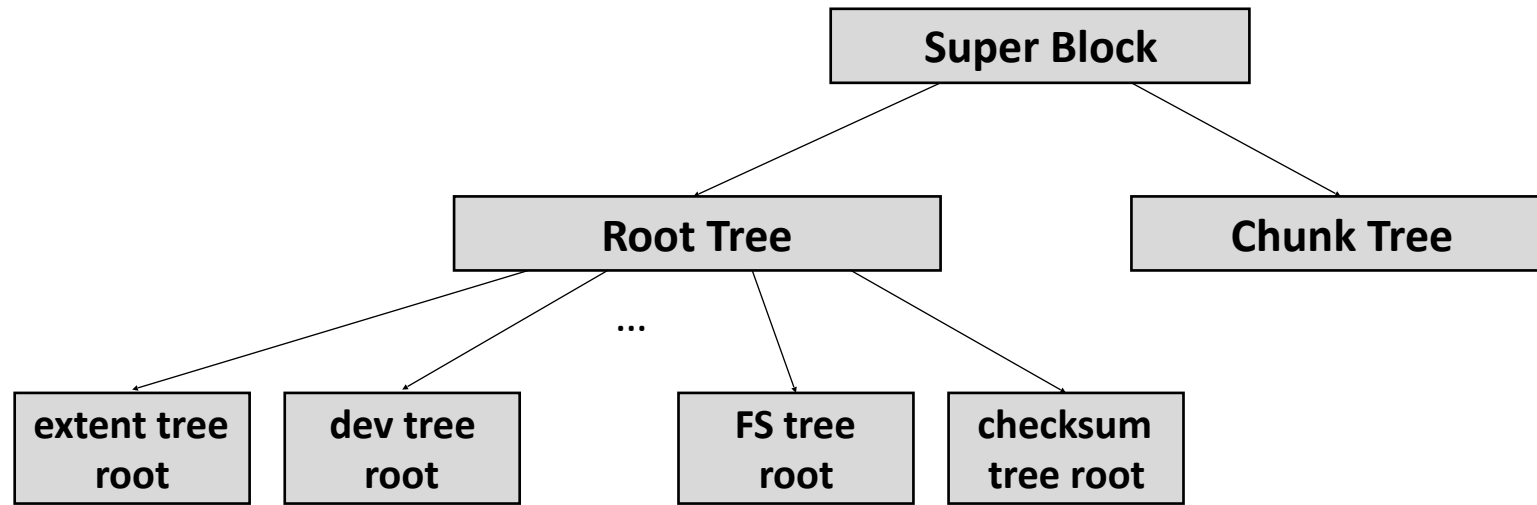 Super Block
Root Tree
Chunk Tree
...
extent tree
root
dev tree
root
FS tree
root
checksum
tree root